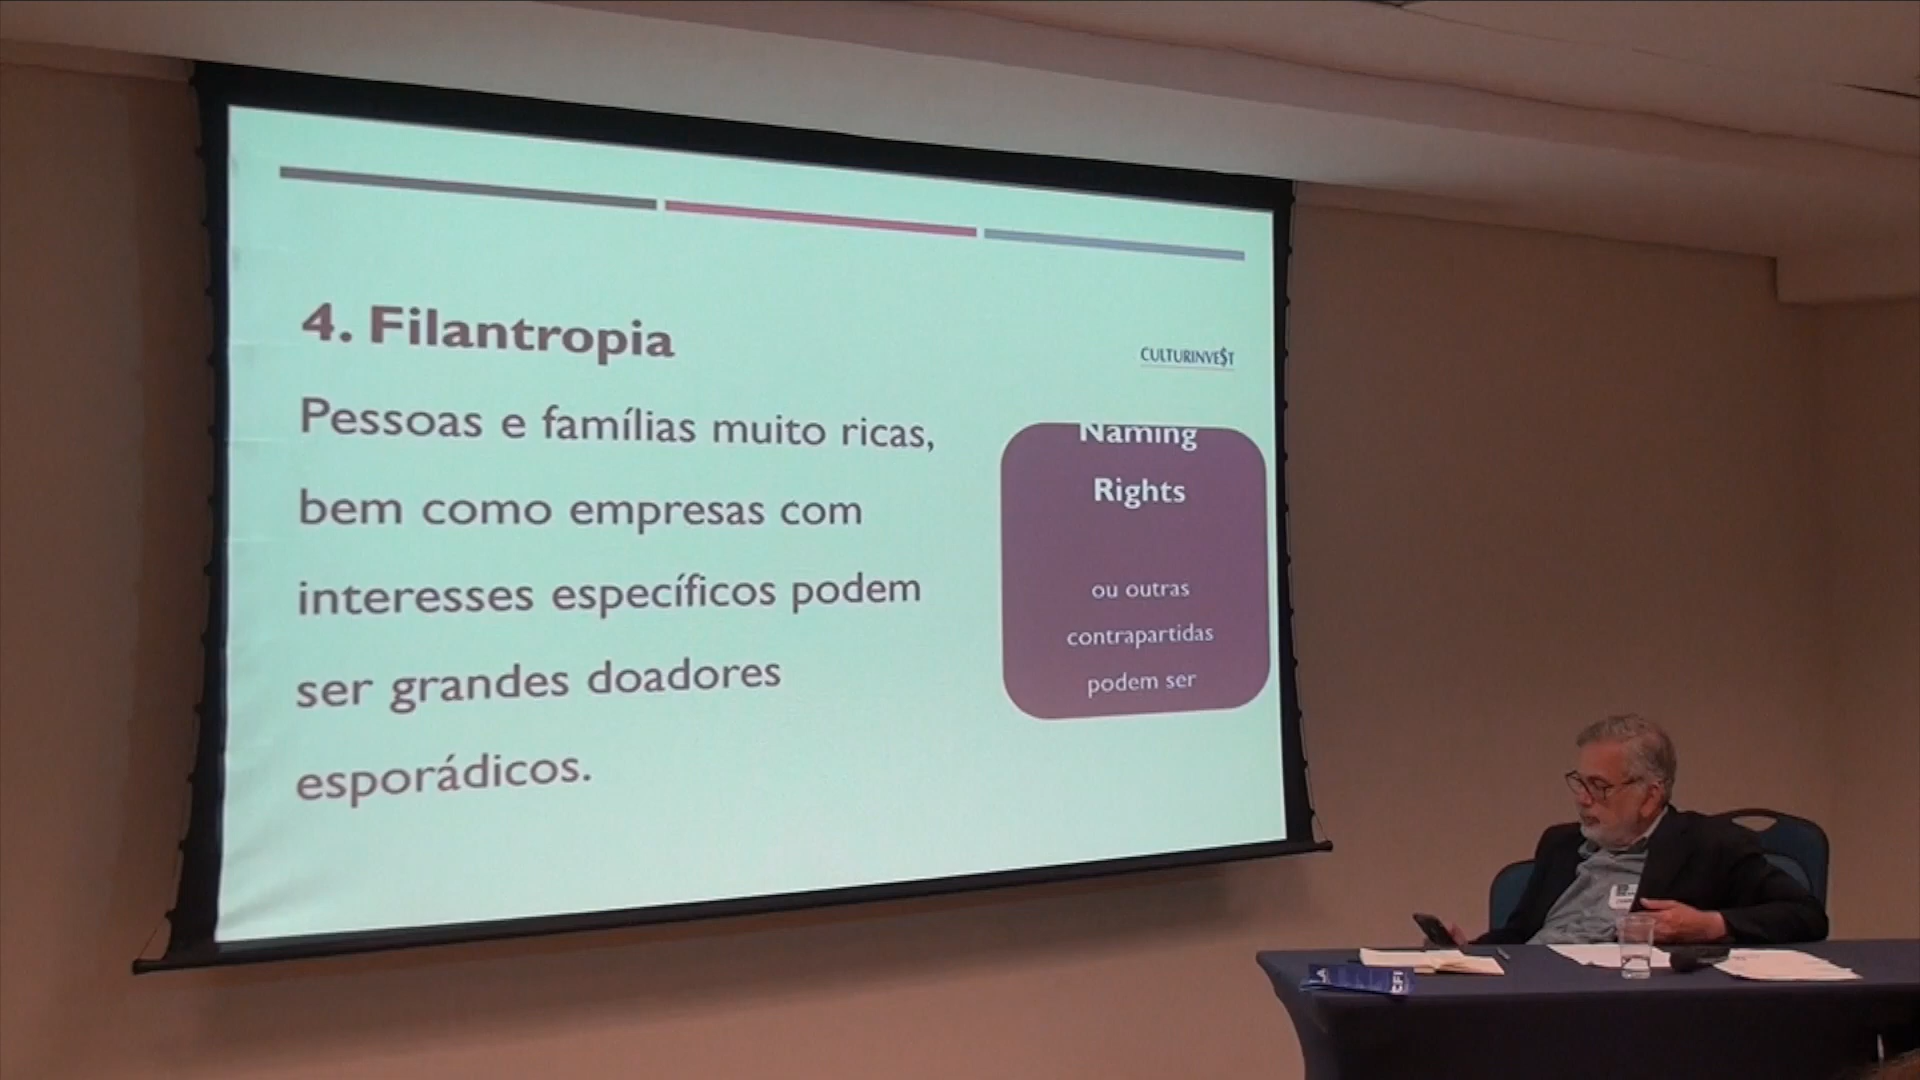 4. Filantropia
Pessoas e famílias muito ricas,
bem como empresas com
interesses específicos podem
ser grandes doadores
esporádicos.
CULTURINVE$T
Naming
Rights
ou outras
contrapartidas
podem ser